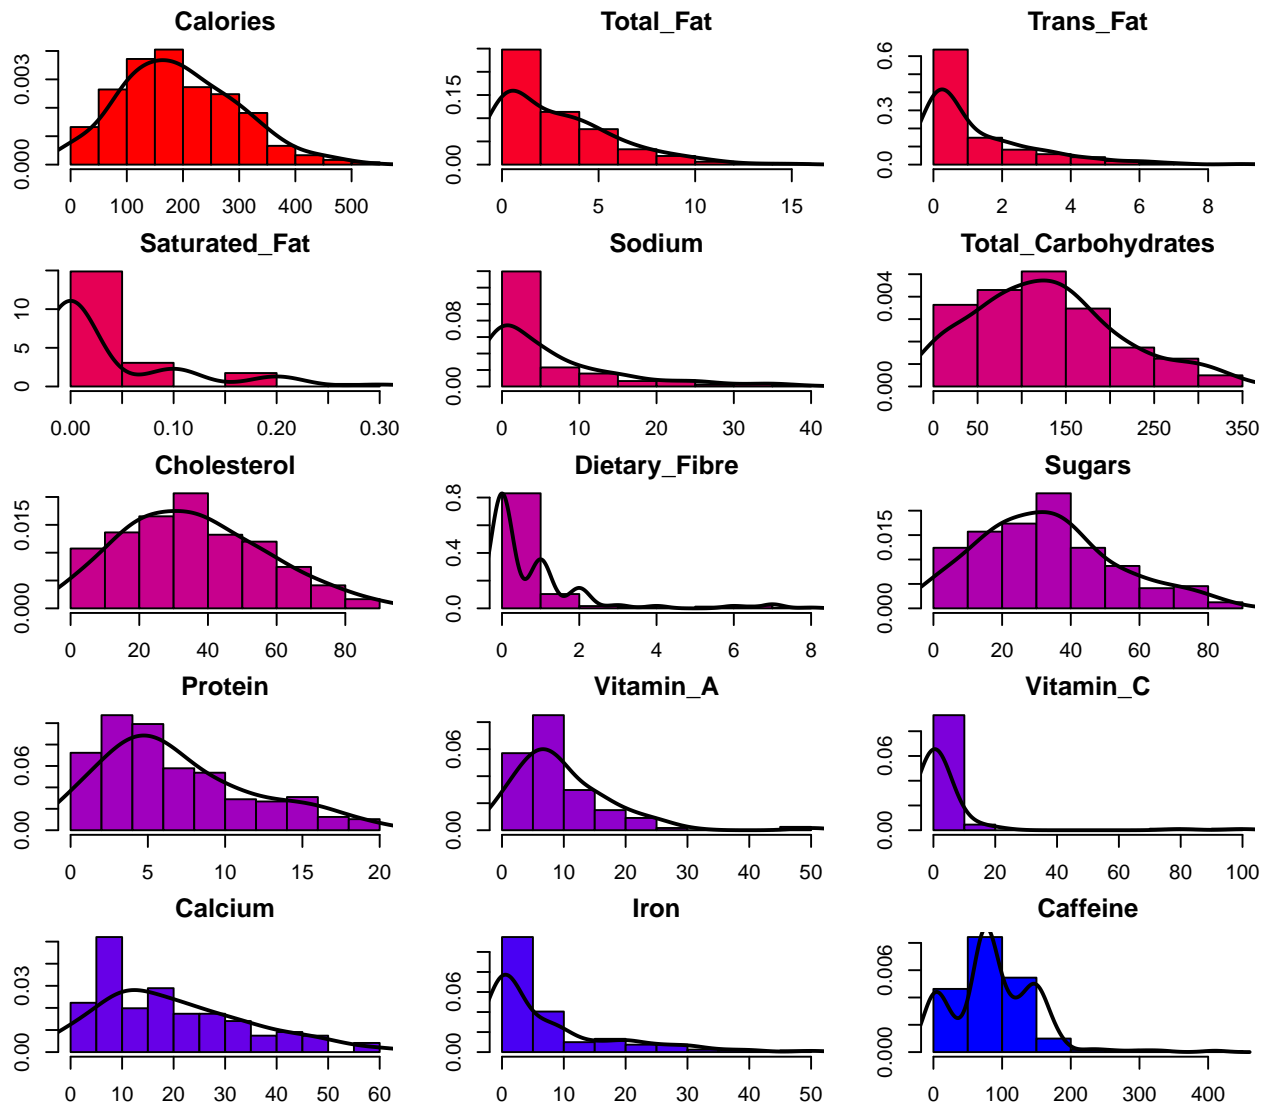 Calories
0.000 0.003
0 100 200 300 400 500
Total_Fat
0.00 0.15
0 5 10 15
Trans_Fat
0.0 0.3 0.6
0 2 4 6 8
Saturated_Fat
0 5 10
0.00 0.10 0.20 0.30
Sodium
0.00 0.08
0 10 20 30 40
Total_Carbohydrates
0.000 0.004
0 50 150 250 350
Cholesterol
0.000 0.015
0 20 40 60 80
Dietary_Fibre
0.0 0.4 0.8
0 2 4 6 8
Sugars
0.000 0.015
0 20 40 60 80
Protein
0.00 0.06
0 5 10 15 20
Vitamin_A
0.00 0.06
0 10 20 30 40 50
Vitamin_C
0.00 0.06
0 20 40 60 80 100
Calcium
0.00 0.03
0 10 20 30 40 50 60
Iron
0.00 0.06
0 10 20 30 40 50
Caffeine
0.000 0.006
0 100 200 300 400